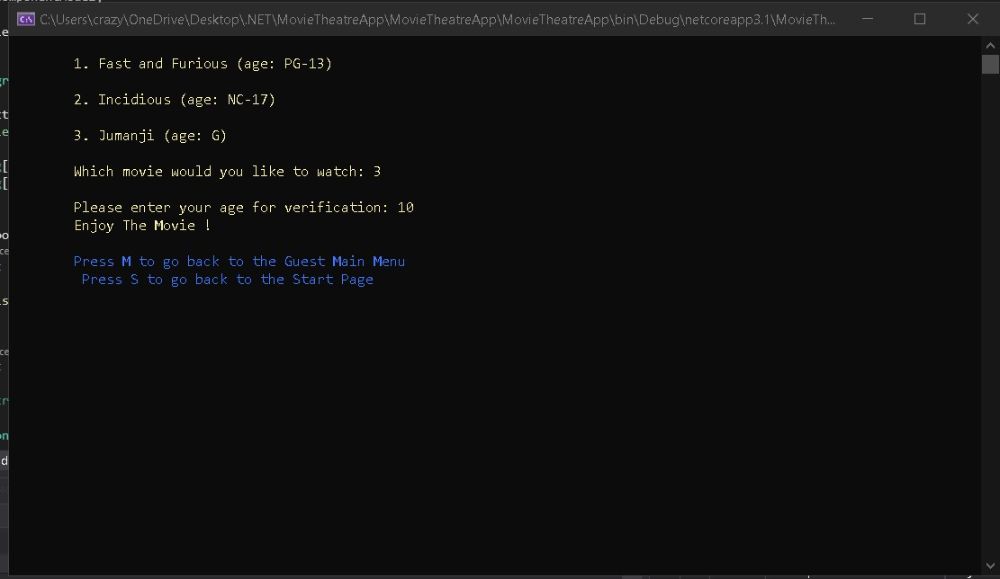 C:\Users\crazy\OneDrive\Desktop\.NET\MovieTheatreApp\MovieTheatreApp\MovieTheatreApp\bin\Debug\netcoreapp3.1\MovieTh...
1. Fast and Furious (age: PG-13)
2. Incidious (age: NC-17)
3. Jumanji (age: G)
Which movie would you like to watch: 3
Please enter your age for verification: 10
Enjoy The Movie !
Press M to go back to the Guest Main Menu
Press S to go back to the Start Page